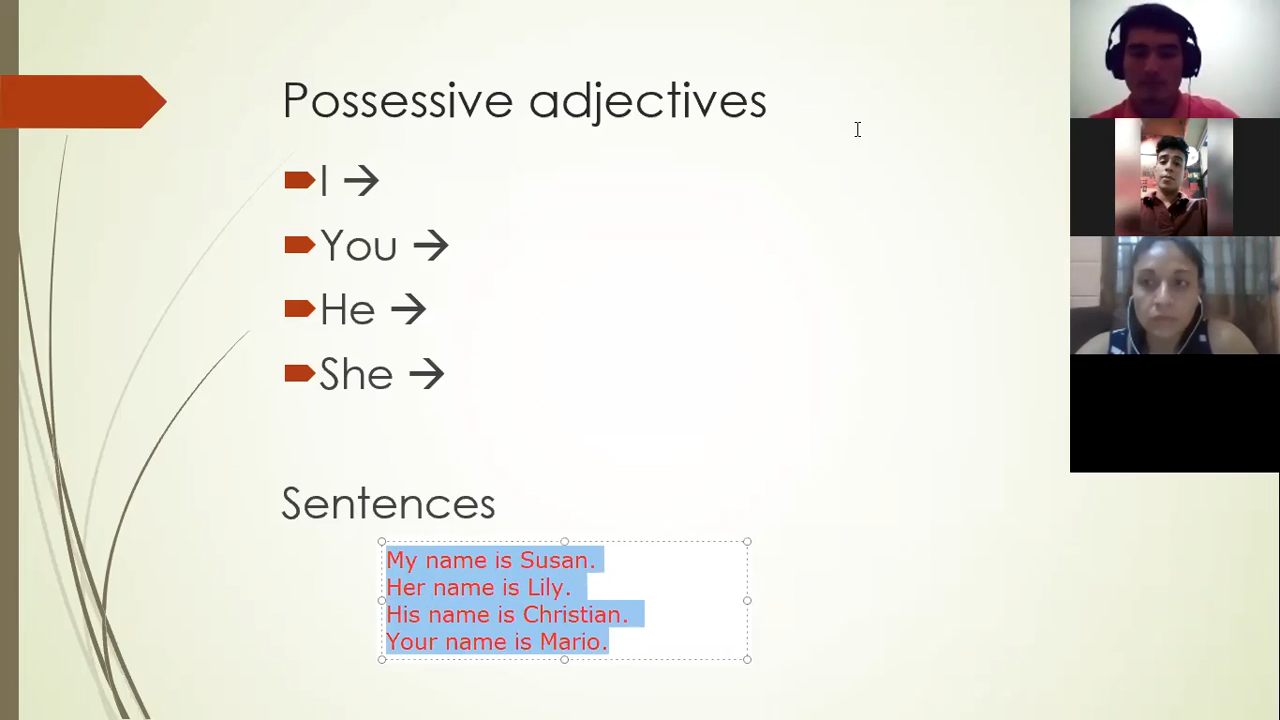 Possessive adjectives
I →
You →
He →
She →
Sentences
My name is Susan.
Her name is Lily.
His name is Christian.
Your name is Mario.